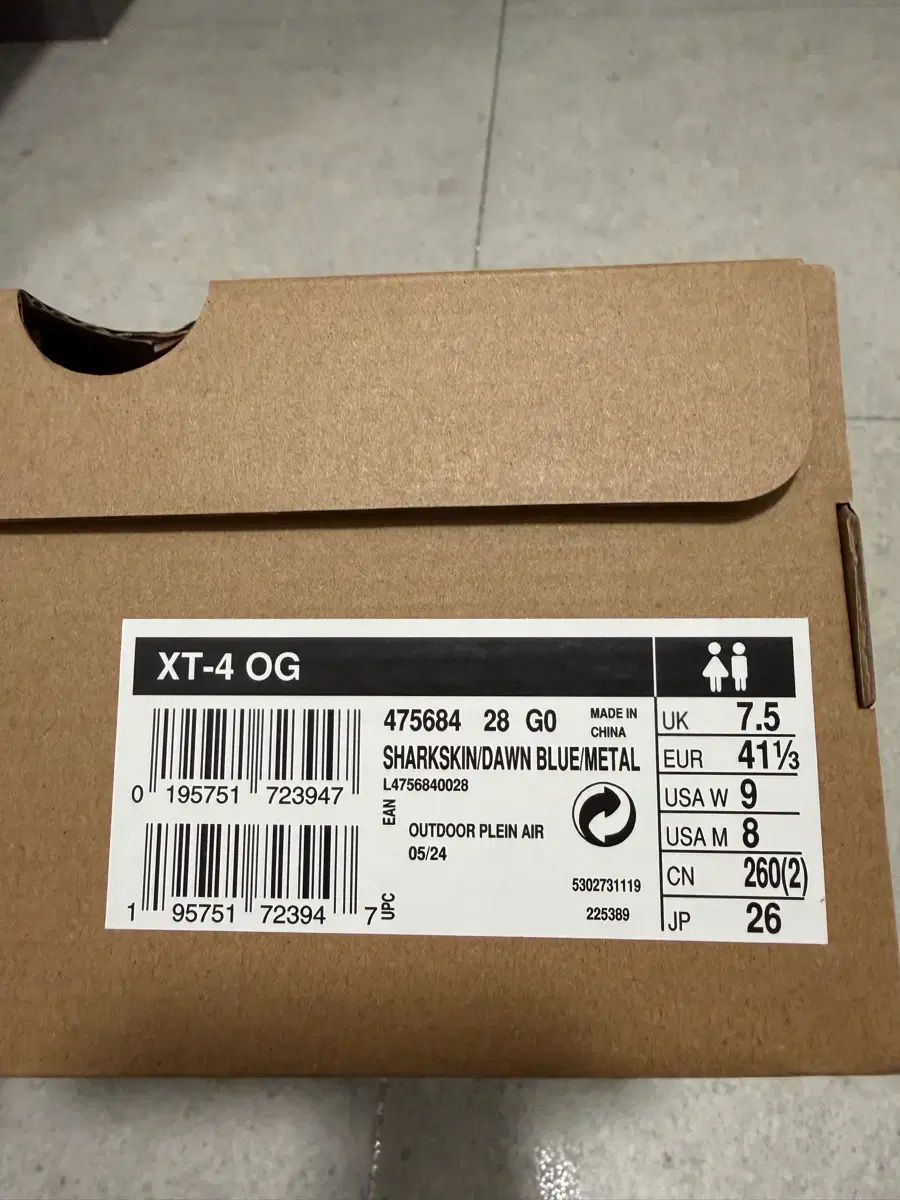 XT-4 OG
475684 28 G0
MADE IN
CHINA
SHARKSKIN/DAWN BLUE/METAL
L4756840028
0 195751 723947
EAN
OUTDOOR PLEIN AIR
05/24
5302731119
225389
1 95751 72394 7
UPC
UK 7.5
EUR 41⅓
USA W 9
USA M 8
CN 260(2)
JP 26